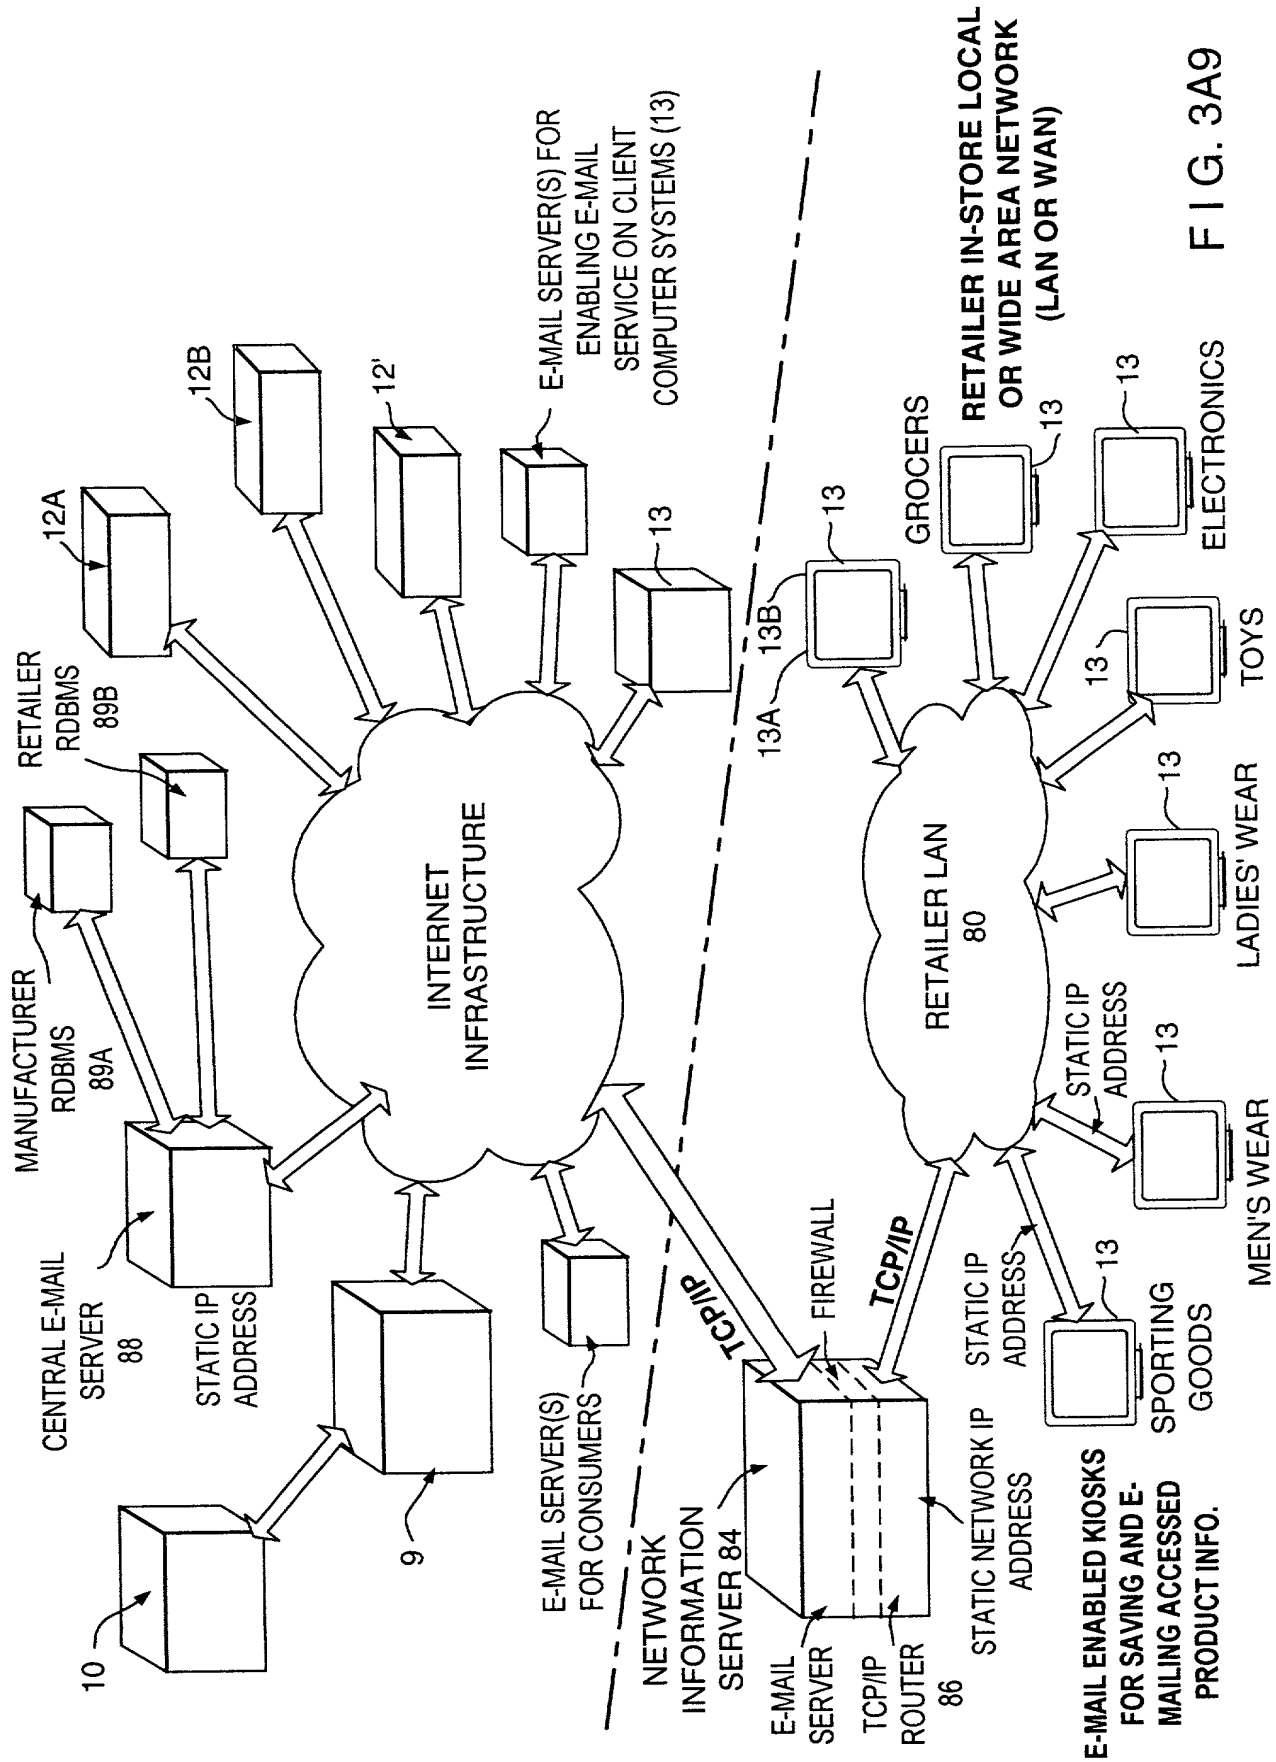 10
9
CENTRAL E-MAIL
SERVER
88
STATIC IP
ADDRESS
MANUFACTURER
RDBMS
89A
RETAILER
RDBMS
89B
12A
12B
12'
E-MAIL SERVER(S) FOR
ENABLING E-MAIL
SERVICE ON CLIENT
COMPUTER SYSTEMS (13)
13
INTERNET
INFRASTRUCTURE
E-MAIL SERVER(S)
FOR CONSUMERS
TCP/IP
NETWORK
INFORMATION
SERVER 84
FIREWALL
TCP/IP
E-MAIL
SERVER
TCP/IP
ROUTER
86
STATIC NETWORK IP
ADDRESS
RETAILER LAN
80
13A
13B
13
GROCERS
13
RETAILER IN-STORE LOCAL
OR WIDE AREA NETWORK
(LAN OR WAN)
13
ELECTRONICS
13
TOYS
13
LADIES' WEAR
STATIC IP
ADDRESS
13
MEN'S WEAR
STATIC IP
ADDRESS
13
SPORTING
GOODS
E-MAIL ENABLED KIOSKS
FOR SAVING AND E-
MAILING ACCESSED
PRODUCT INFO.
FIG. 3A9